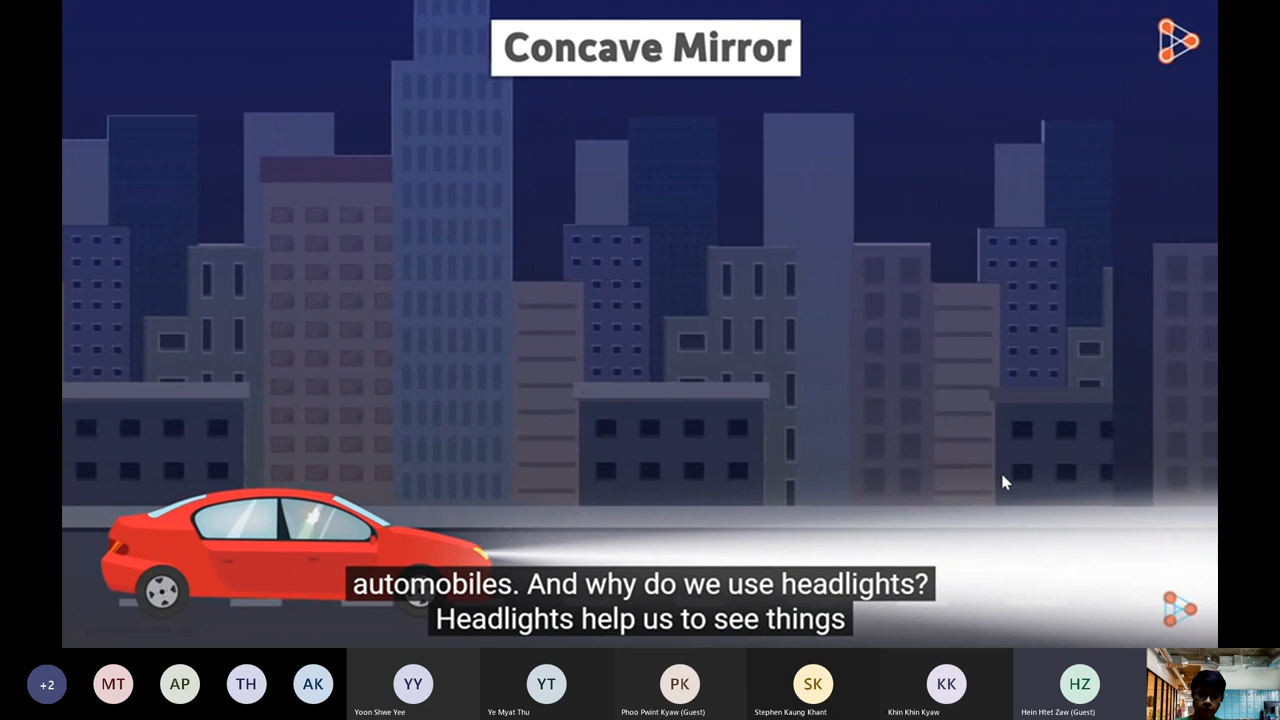 Concave Mirror
automobiles. And why do we use headlights?
Headlights help us to see things
+2
MT
AP
TH
AK
YY
YT
PK
SK
KK
HZ
Yoon Shwe Yee
Ye Myat Thu
Phoo Pwint Kyaw (Guest)
Stephen Kaung Khant
Khin Khin Kyaw
Hein Htet Zaw (Guest)